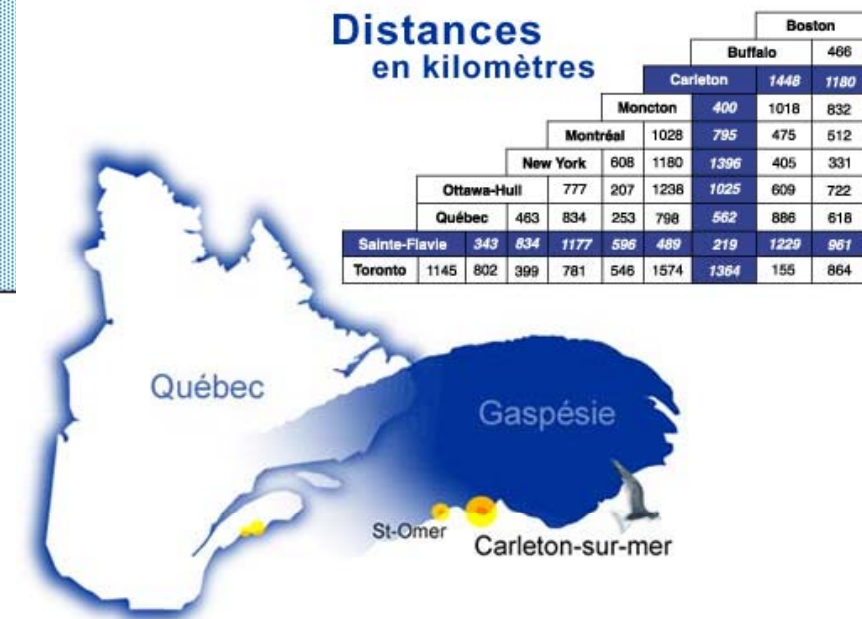 Distances
en kilomètres
Boston
Buffalo 466
Carleton 1448 1180
Moncton 400 1018 832
Montréal 1028 795 475 512
New York 608 1180 1396 405 331
Ottawa-Hull 777 207 1238 1025 609 722
Québec 463 834 253 798 562 886 618
Sainte-Flavie 343 834 1177 596 489 219 1229 961
Toronto 1145 802 399 781 546 1574 1364 155 864
Québec
Gaspésie
St-Omer
Carleton-sur-mer